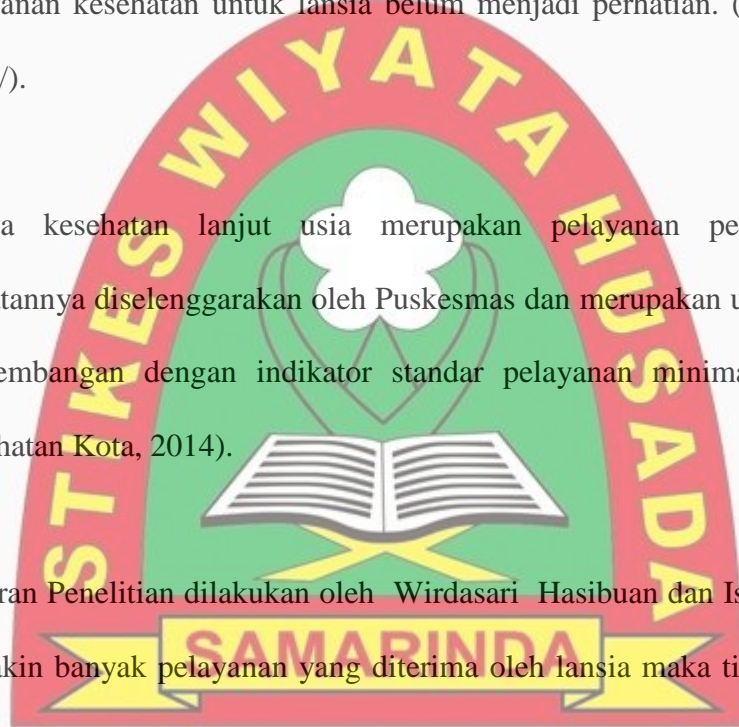 anan kesehatan untuk lansia belum menjadi perhatian. (
/).
STIKES WIYATA HUSADA
a kesehatan lanjut usia merupakan pelayanan pe
atannya diselenggarakan oleh Puskesmas dan merupakan u
embangan dengan indikator standar pelayanan minima
hatan Kota, 2014).
ran Penelitian dilakukan oleh Wirdasari Hasibuan dan Is
SAMARINDA
akin banyak pelayanan yang diterima oleh lansia maka ti